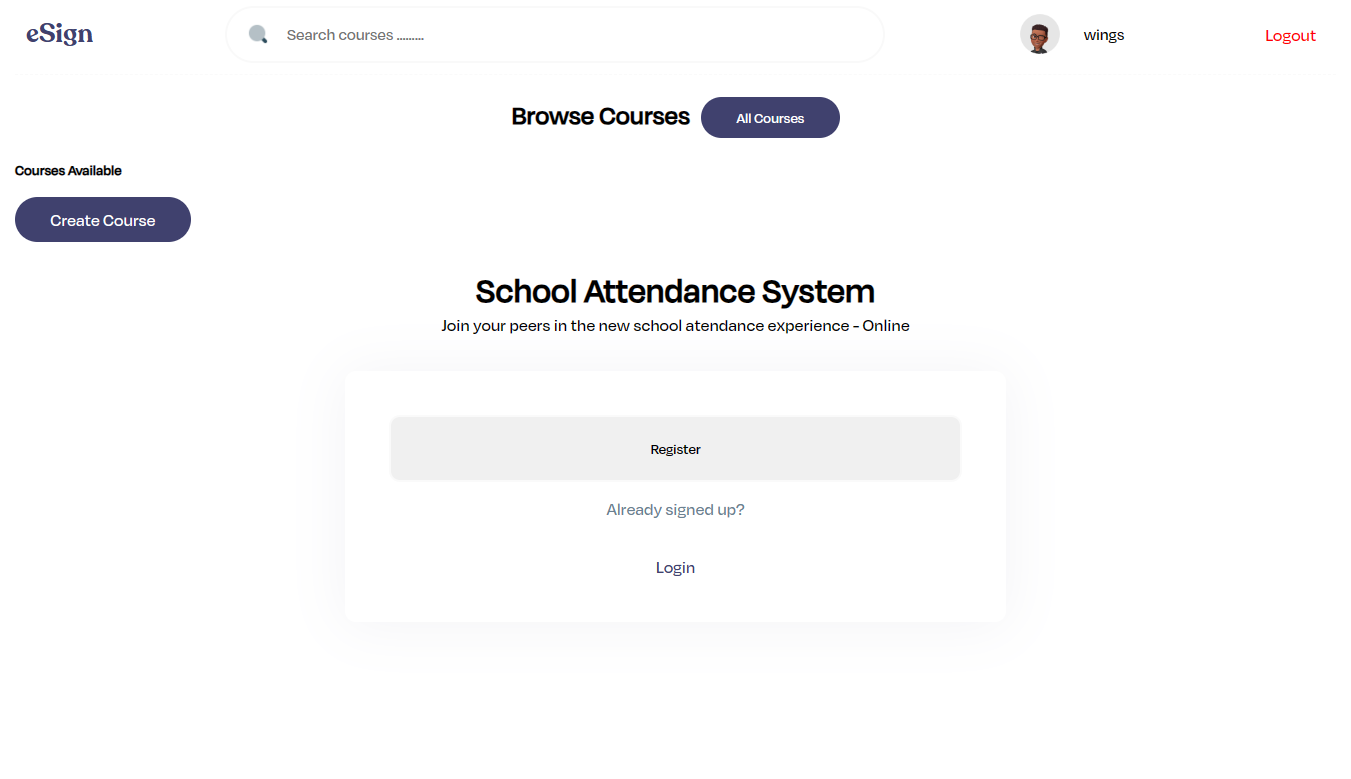 eSign
Search courses .........
wings
Logout
Browse Courses
All Courses
Courses Available
Create Course
School Attendance System
Join your peers in the new school atendance experience - Online
Register
Already signed up?
Login